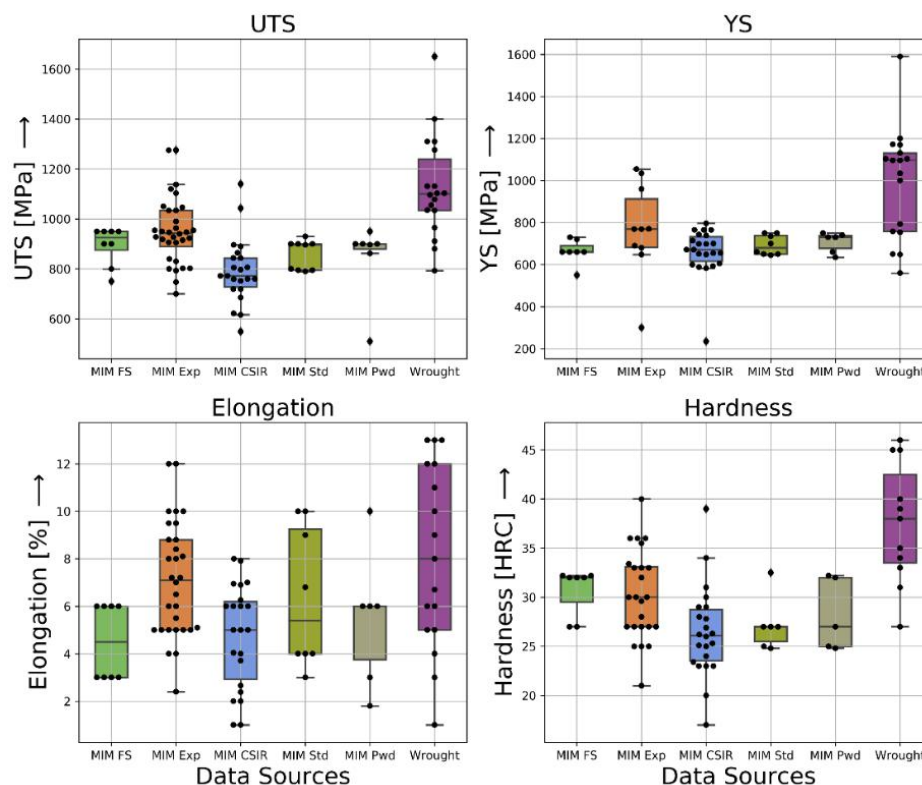 UTS
UTS [MPa] ⟶
1600
1400
1200
1000
800
600
MIM FS MIM Exp MIM CSIR MIM Std MIM Pwd Wrought
YS
YS [MPa] ⟶
1600
1400
1200
1000
800
600
400
200
MIM FS MIM Exp MIM CSIR MIM Std MIM Pwd Wrought
Elongation
Elongation [%] ⟶
12
10
8
6
4
2
MIM FS MIM Exp MIM CSIR MIM Std MIM Pwd Wrought
Data Sources
Hardness
Hardness [HRC] ⟶
45
40
35
30
25
20
MIM FS MIM Exp MIM CSIR MIM Std MIM Pwd Wrought
Data Sources